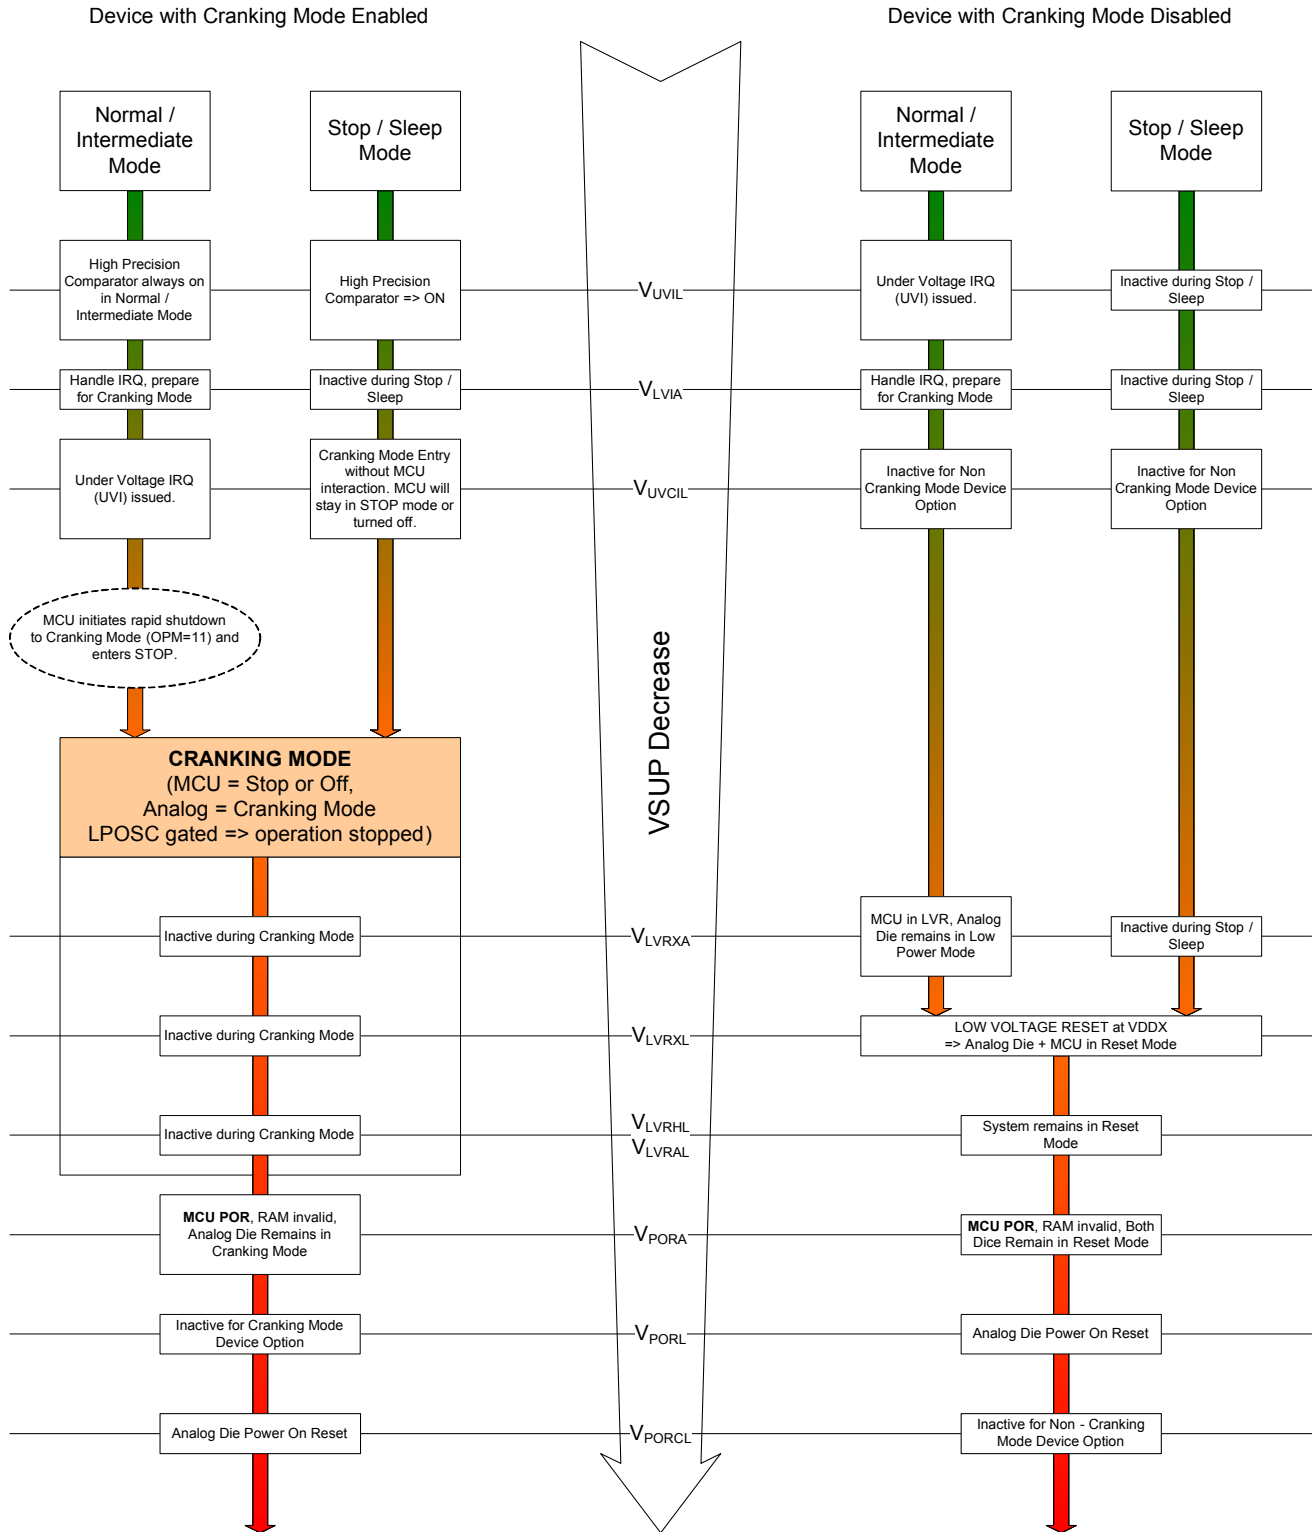 Device with Cranking Mode Enabled
Device with Cranking Mode Disabled
Normal /
Intermediate
Mode
Stop / Sleep
Mode
Normal /
Intermediate
Mode
Stop / Sleep
Mode
High Precision
Comparator always on
in Normal /
Intermediate Mode
High Precision
Comparator => ON
VUVIL
Under Voltage IRQ
(UVI) issued.
Inactive during Stop /
Sleep
Handle IRQ, prepare
for Cranking Mode
Inactive during Stop /
Sleep
VLVIA
Handle IRQ, prepare
for Cranking Mode
Inactive during Stop /
Sleep
Under Voltage IRQ
(UVI) issued.
Cranking Mode Entry
without MCU
interaction. MCU will
stay in STOP mode or
turned off.
VUVCIL
Inactive for Non
Cranking Mode Device
Option
Inactive for Non
Cranking Mode Device
Option
MCU initiates rapid shutdown
to Cranking Mode (OPM=11) and
enters STOP.
VSUP Decrease
CRANKING MODE
(MCU = Stop or Off,
Analog = Cranking Mode
LPOSC gated => operation stopped)
Inactive during Cranking Mode
VLVRXA
MCU in LVR, Analog
Die remains in Low
Power Mode
Inactive during Stop /
Sleep
Inactive during Cranking Mode
VLVRXL
LOW VOLTAGE RESET at VDDX
=> Analog Die + MCU in Reset Mode
Inactive during Cranking Mode
VLVRHL
VLVRAL
System remains in Reset
Mode
MCU POR, RAM invalid,
Analog Die Remains in
Cranking Mode
VPORA
MCU POR, RAM invalid, Both
Dice Remain in Reset Mode
Inactive for Cranking Mode
Device Option
VPORL
Analog Die Power On Reset
Analog Die Power On Reset
VPORCL
Inactive for Non - Cranking
Mode Device Option